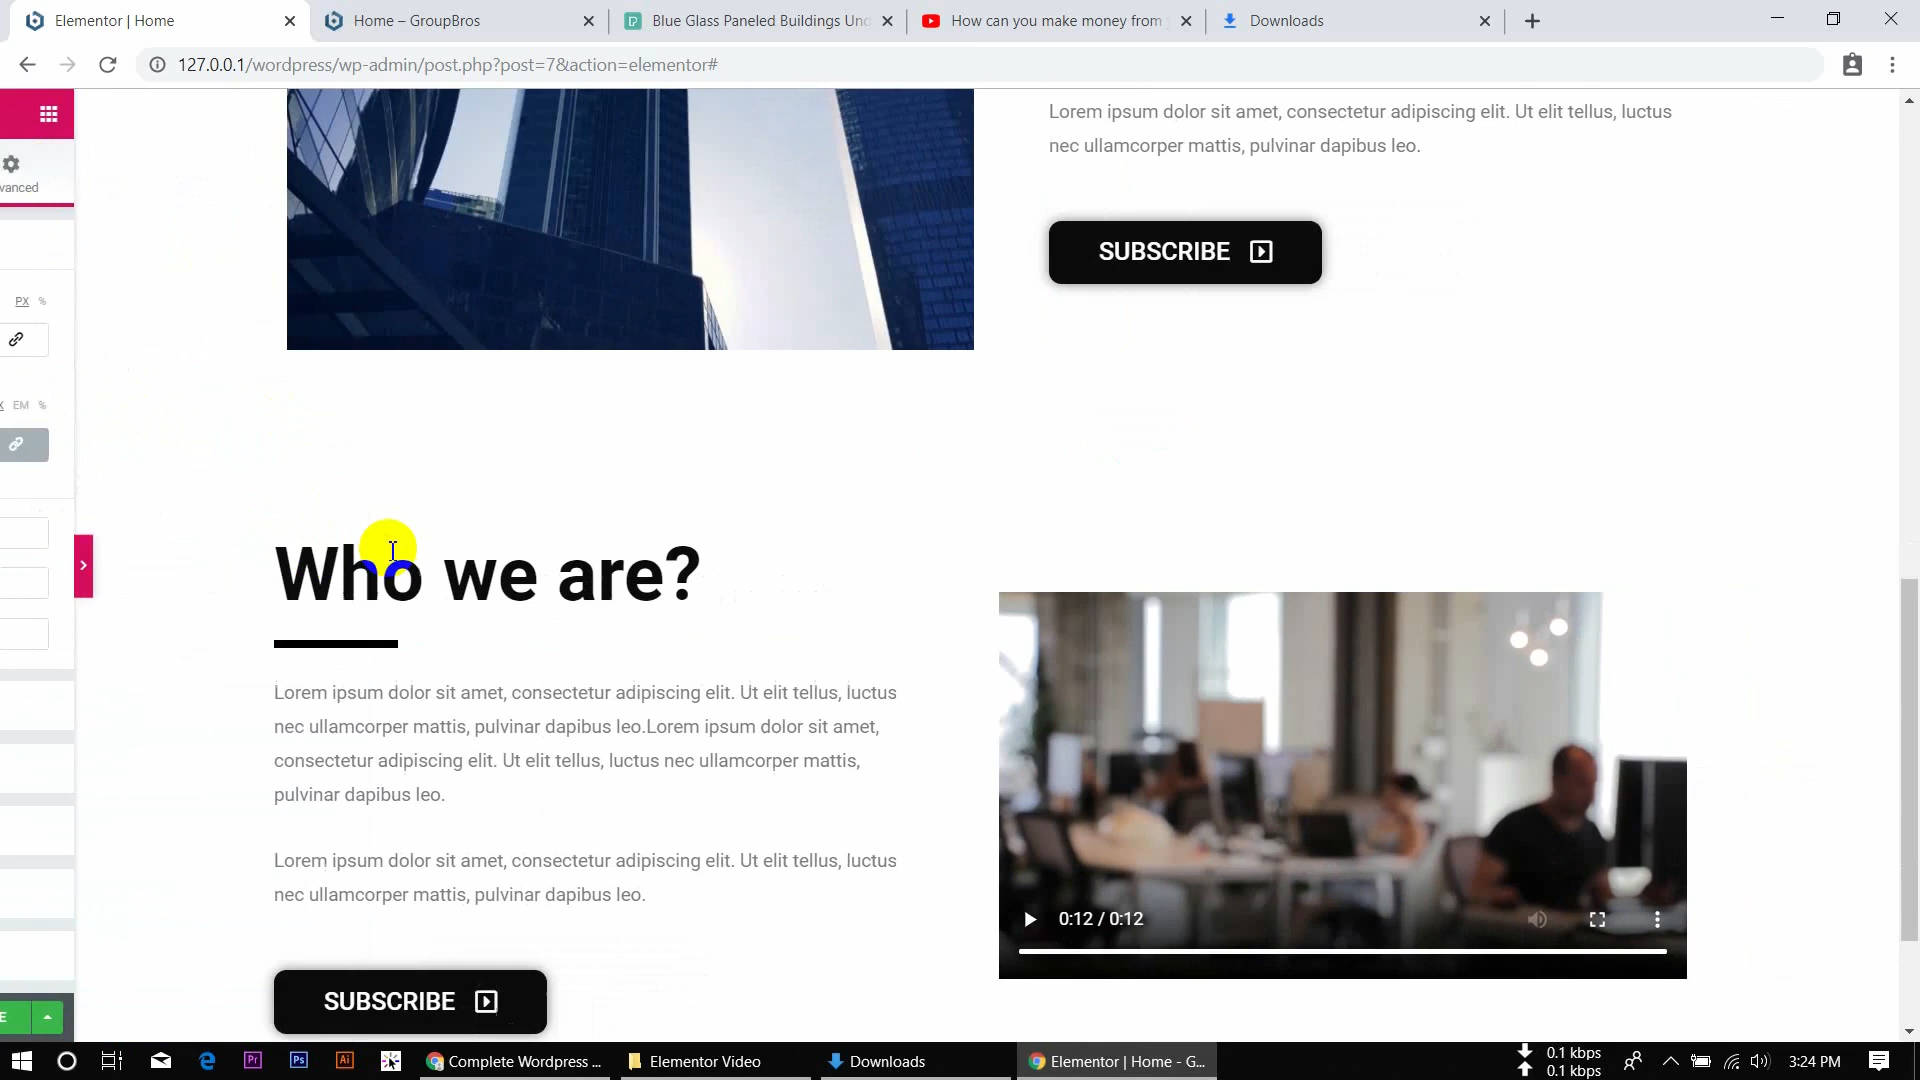 Elementor | Home
Home – GroupBros
Blue Glass Paneled Buildings Und
How can you make money from
Downloads
127.0.0.1/wordpress/wp-admin/post.php?post=7&action=elementor#
vanced
PX %
EM %
E
Lorem ipsum dolor sit amet, consectetur adipiscing elit. Ut elit tellus, luctus
nec ullamcorper mattis, pulvinar dapibus leo.
SUBSCRIBE
Who we are?
Lorem ipsum dolor sit amet, consectetur adipiscing elit. Ut elit tellus, luctus
nec ullamcorper mattis, pulvinar dapibus leo.Lorem ipsum dolor sit amet,
consectetur adipiscing elit. Ut elit tellus, luctus nec ullamcorper mattis,
pulvinar dapibus leo.
Lorem ipsum dolor sit amet, consectetur adipiscing elit. Ut elit tellus, luctus
nec ullamcorper mattis, pulvinar dapibus leo.
SUBSCRIBE
0:12 / 0:12
Pr
Ps
Ai
Complete Wordpress ...
Elementor Video
Downloads
Elementor | Home - G...
0.1 kbps
0.1 kbps
3:24 PM